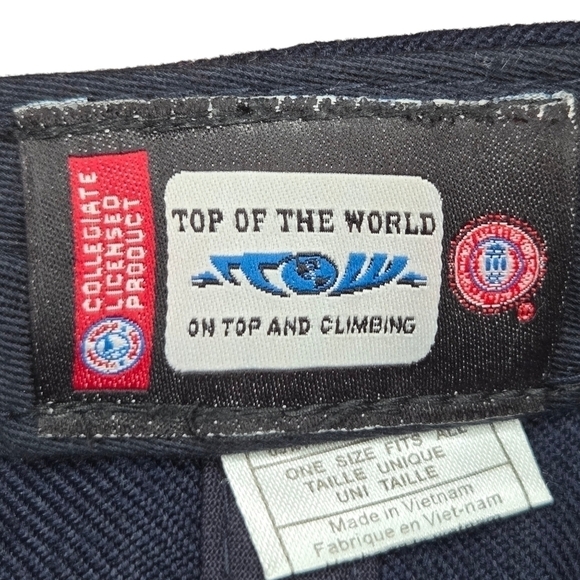 COLLEGIATE
LICENSED
PRODUCT
TOP OF THE WORLD
ON TOP AND CLIMBING
®
ONE SIZE FITS ALL
TAILLE UNIQUE
UNI TAILLE
Made in Vietnam
Fabriqué en Viet-nam